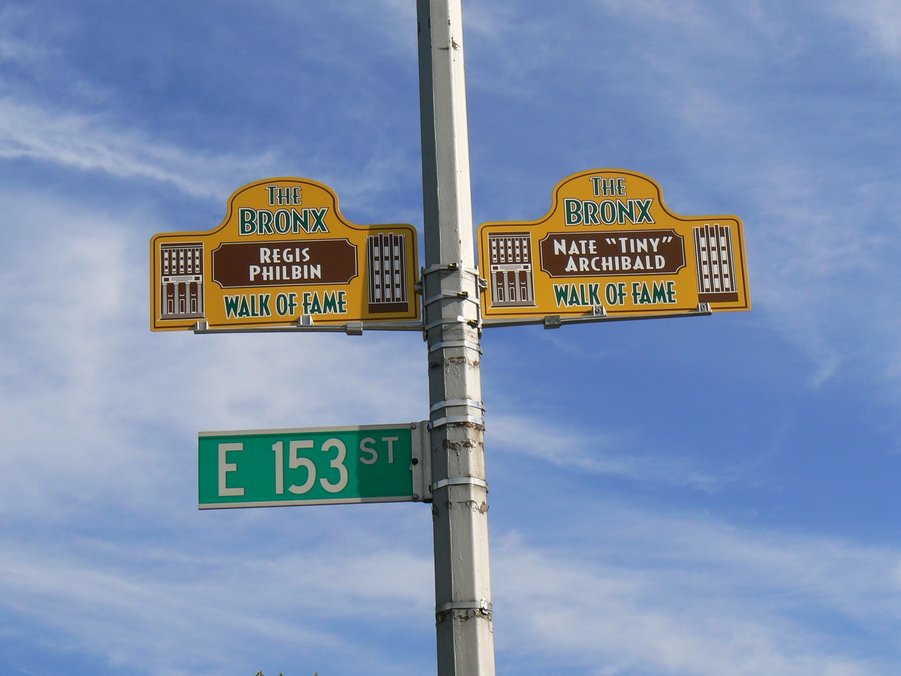 THE
BRONX
REGIS
PHILBIN
WALK OF FAME
THE
BRONX
NATE "TINY"
ARCHIBALD
WALK OF FAME
E 153 ST